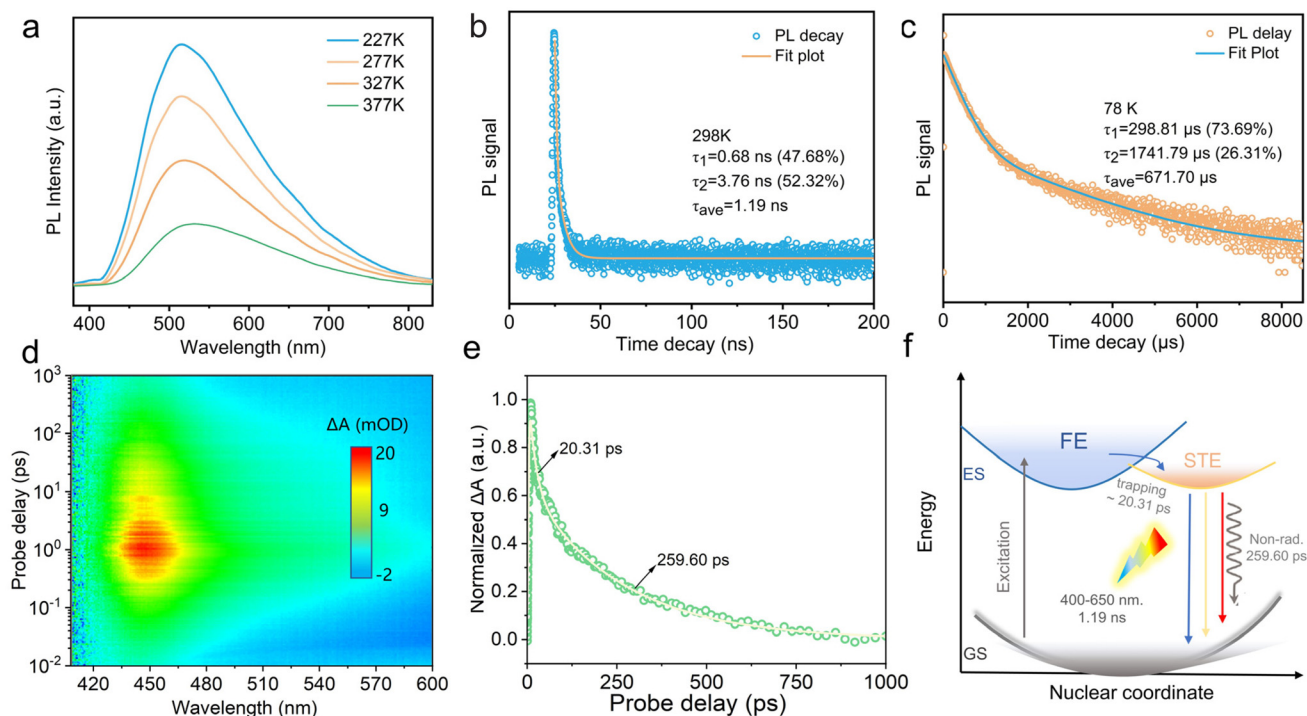 a
227K
277K
327K
377K
PL Intensity (a.u.)
400 500 600 700 800
Wavelength (nm)
b
PL decay
Fit plot
298K
τ1=0.68 ns (47.68%)
τ2=3.76 ns (52.32%)
τave=1.19 ns
PL signal
0 50 100 150 200
Time decay (ns)
c
PL delay
Fit Plot
78 K
τ1=298.81 μs (73.69%)
τ2=1741.79 μs (26.31%)
τave=671.70 μs
PL signal
0 2000 4000 6000 8000
Time decay (μs)
d
10³
10²
10¹
10⁰
10⁻¹
10⁻²
Probe delay (ps)
ΔA (mOD)
20
9
-2
420 450 480 510 540 570 600
Wavelength (nm)
e
1.0
0.8
0.6
0.4
0.2
0.0
Normalized ΔA (a.u.)
20.31 ps
259.60 ps
0 250 500 750 1000
Probe delay (ps)
f
Energy
ES
FE
STE
trapping
~ 20.31 ps
Excitation
Non-rad.
259.60 ps
400-650 nm.
1.19 ns
GS
Nuclear coordinate